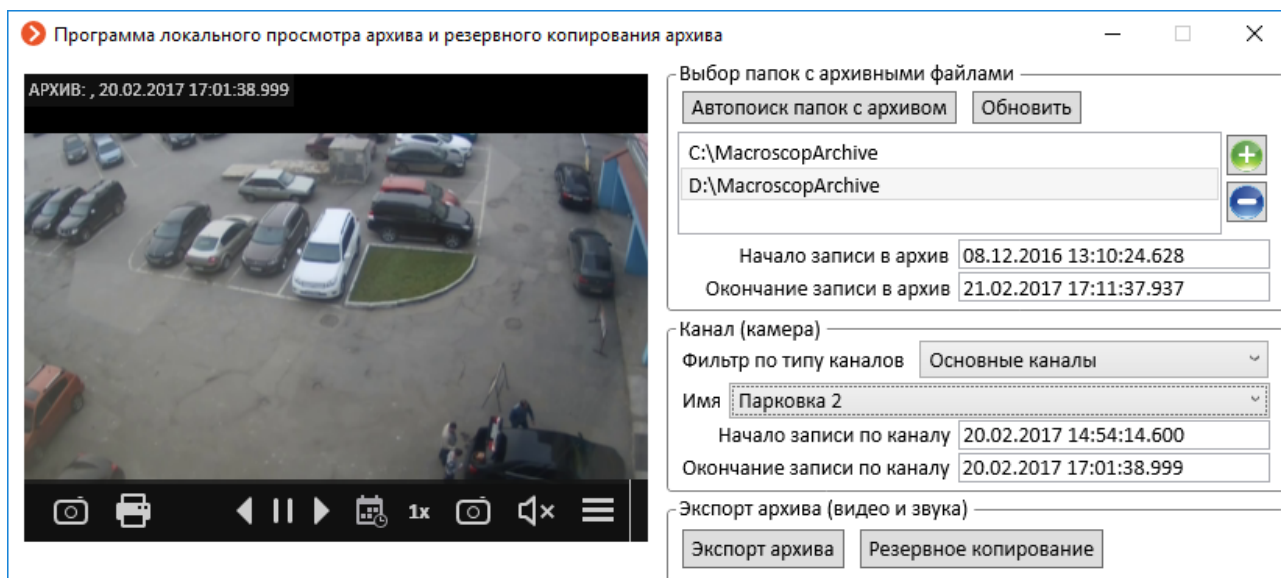 Программа локального просмотра архива и резервного копирования архива
АРХИВ: , 20.02.2017 17:01:38.999
Выбор папок с архивными файлами
Автопоиск папок с архивом Обновить
C:\MacroscopArchive
D:\MacroscopArchive
Начало записи в архив 08.12.2016 13:10:24.628
Окончание записи в архив 21.02.2017 17:11:37.937
Канал (камера)
Фильтр по типу каналов Основные каналы
Имя Парковка 2
Начало записи по каналу 20.02.2017 14:54:14.600
Окончание записи по каналу 20.02.2017 17:01:38.999
1x
Экспорт архива (видео и звука)
Экспорт архива Резервное копирование